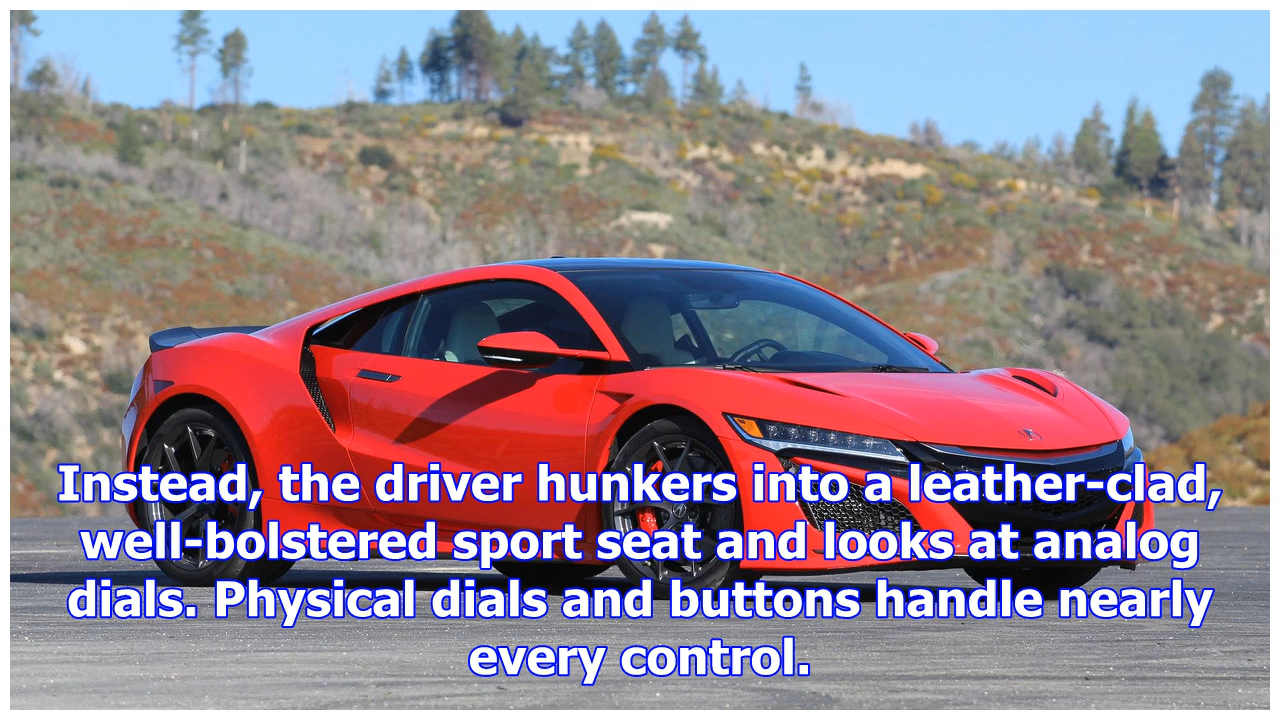 Instead, the driver hunkers into a leather-clad,
well-bolstered sport seat and looks at analog
dials. Physical dials and buttons handle nearly
every control.